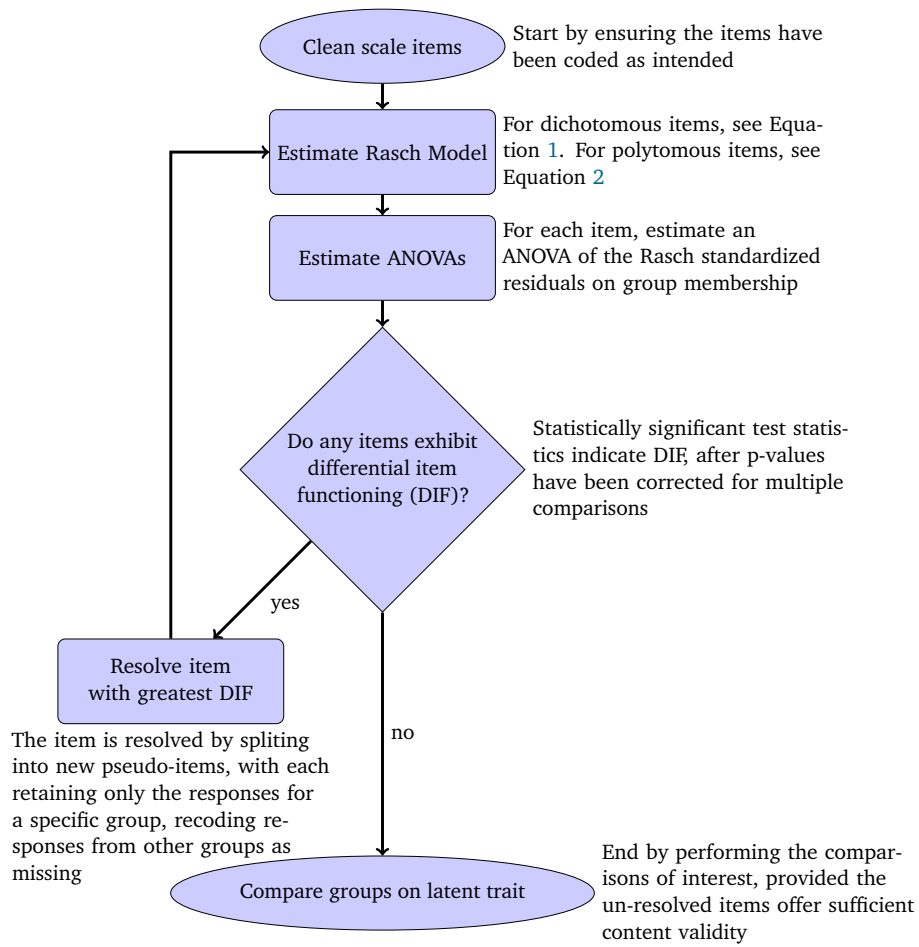 Clean scale items
Start by ensuring the items have
been coded as intended
Estimate Rasch Model
For dichotomous items, see Equa-
tion 1. For polytomous items, see
Equation 2
Estimate ANOVAs
For each item, estimate an
ANOVA of the Rasch standardized
residuals on group membership
Do any items exhibit
differential item
functioning (DIF)?
Statistically significant test statis-
tics indicate DIF, after p-values
have been corrected for multiple
comparisons
yes
Resolve item
with greatest DIF
The item is resolved by spliting
into new pseudo-items, with each
retaining only the responses for
a specific group, recoding re-
sponses from other groups as
missing
no
Compare groups on latent trait
End by performing the compar-
isons of interest, provided the
un-resolved items offer sufficient
content validity